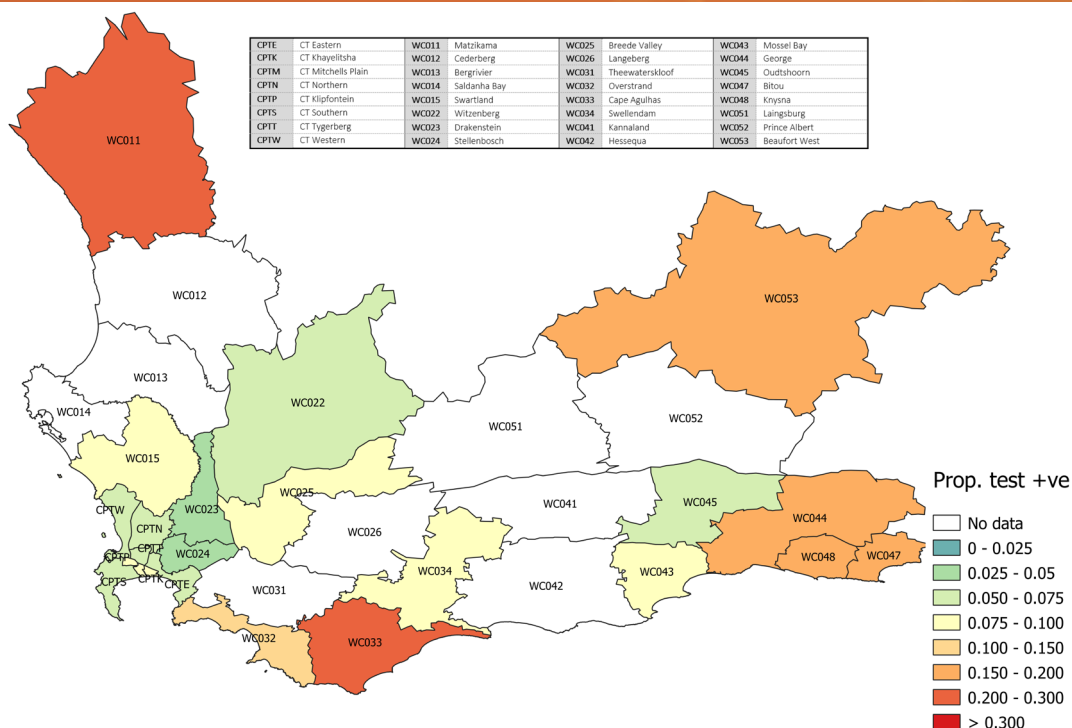 CPTE CT Eastern WC011 Matzikama WC025 Breede Valley WC043 Mossel Bay
CPTK CT Khayelitsha WC012 Cederberg WC026 Langeberg WC044 George
CPTM CT Mitchells Plain WC013 Bergrivier WC031 Theewaterskloof WC045 Oudtshoorn
CPTN CT Northern WC014 Saldanha Bay WC032 Overstrand WC047 Bitou
CPTP CT Klipfontein WC015 Swartland WC033 Cape Agulhas WC048 Knysna
CPTS CT Southern WC022 Witzenberg WC034 Swellendam WC051 Laingsburg
CPTT CT Tygerberg WC023 Drakenstein WC041 Kannaland WC052 Prince Albert
CPTW CT Western WC024 Stellenbosch WC042 Hessequa WC053 Beaufort West
WC011
WC012
WC053
WC013
WC022
WC014
WC052
WC051
WC015
WC025
WC045
WC041
CPTW
WC023
WC044
CPTN
WC026
CPTT
WC024
CPTP
WC048
WC047
WC034
WC043
CPTS
CPTK
CPTE
WC031
WC042
WC032
WC033
Prop. test +ve
No data
0 - 0.025
0.025 - 0.05
0.050 - 0.075
0.075 - 0.100
0.100 - 0.150
0.150 - 0.200
0.200 - 0.300
> 0.300